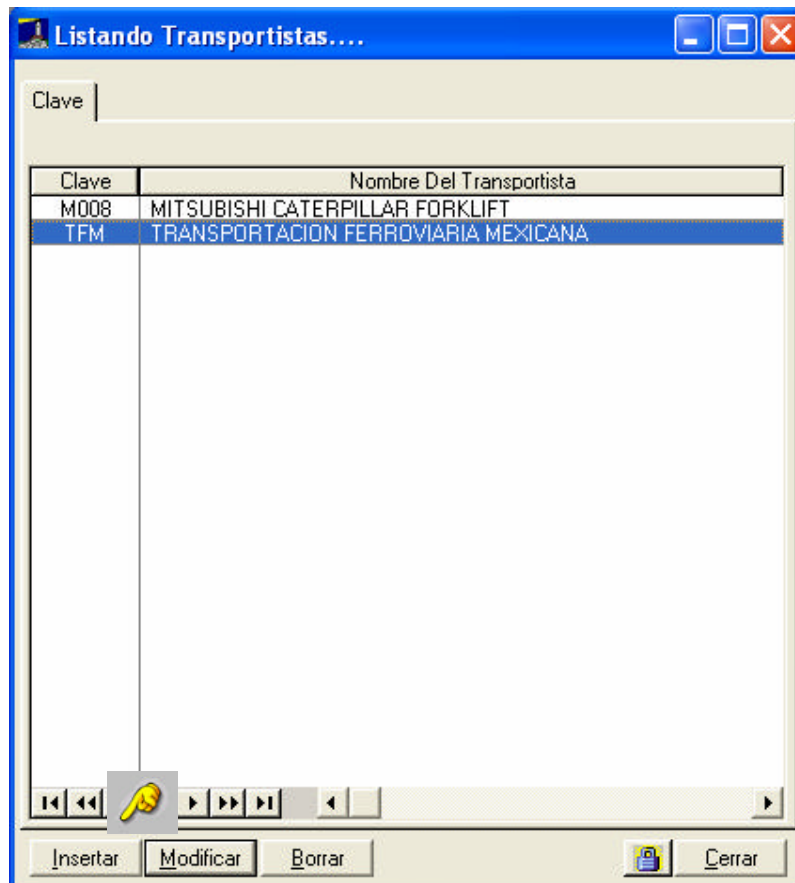 Listando Transportistas....
Clave
Clave Nombre Del Transportista
M008 MITSUBISHI CATERPILLAR FORKLIFT
TFM TRANSPORTACION FERROVIARIA MEXICANA
Insertar Modificar Borrar Cerrar